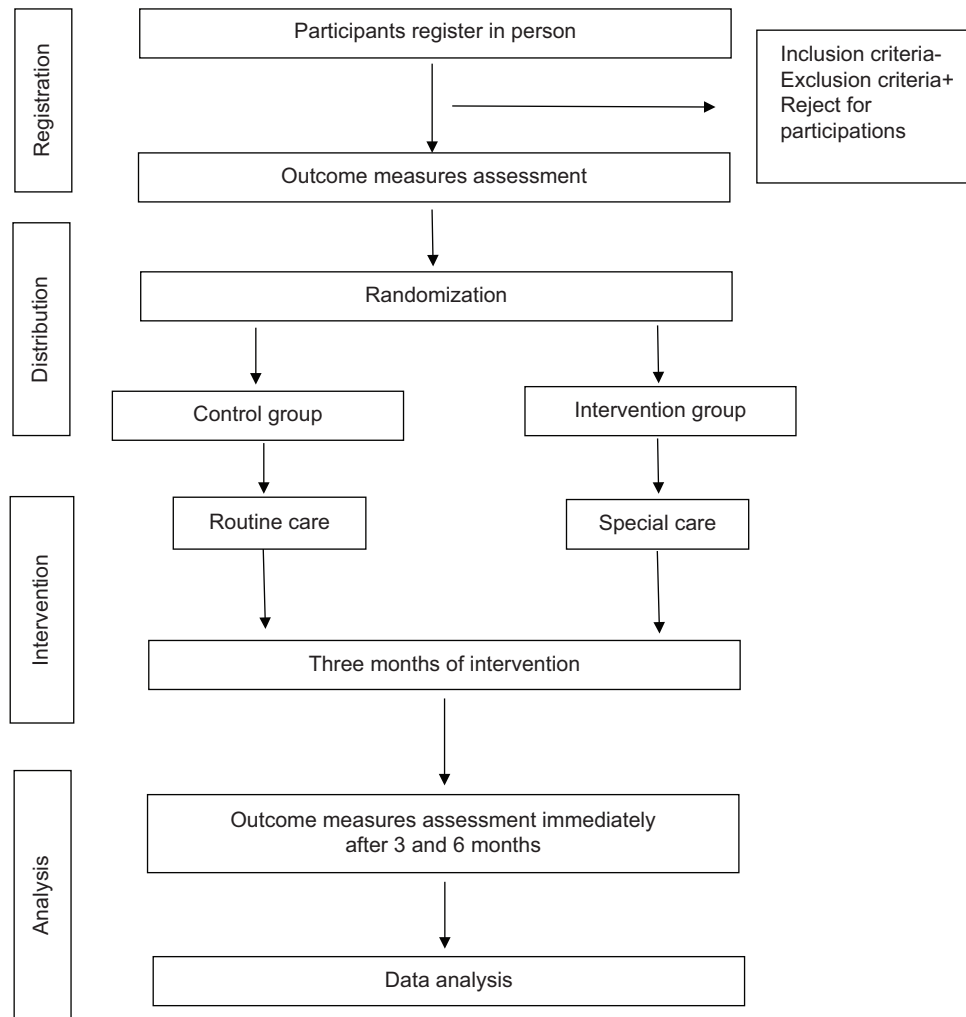 Registration
Participants register in person
Inclusion criteria-
Exclusion criteria+
Reject for
participations
Outcome measures assessment
Distribution
Randomization
Control group
Intervention group
Intervention
Routine care
Special care
Three months of intervention
Analysis
Outcome measures assessment immediately
after 3 and 6 months
Data analysis